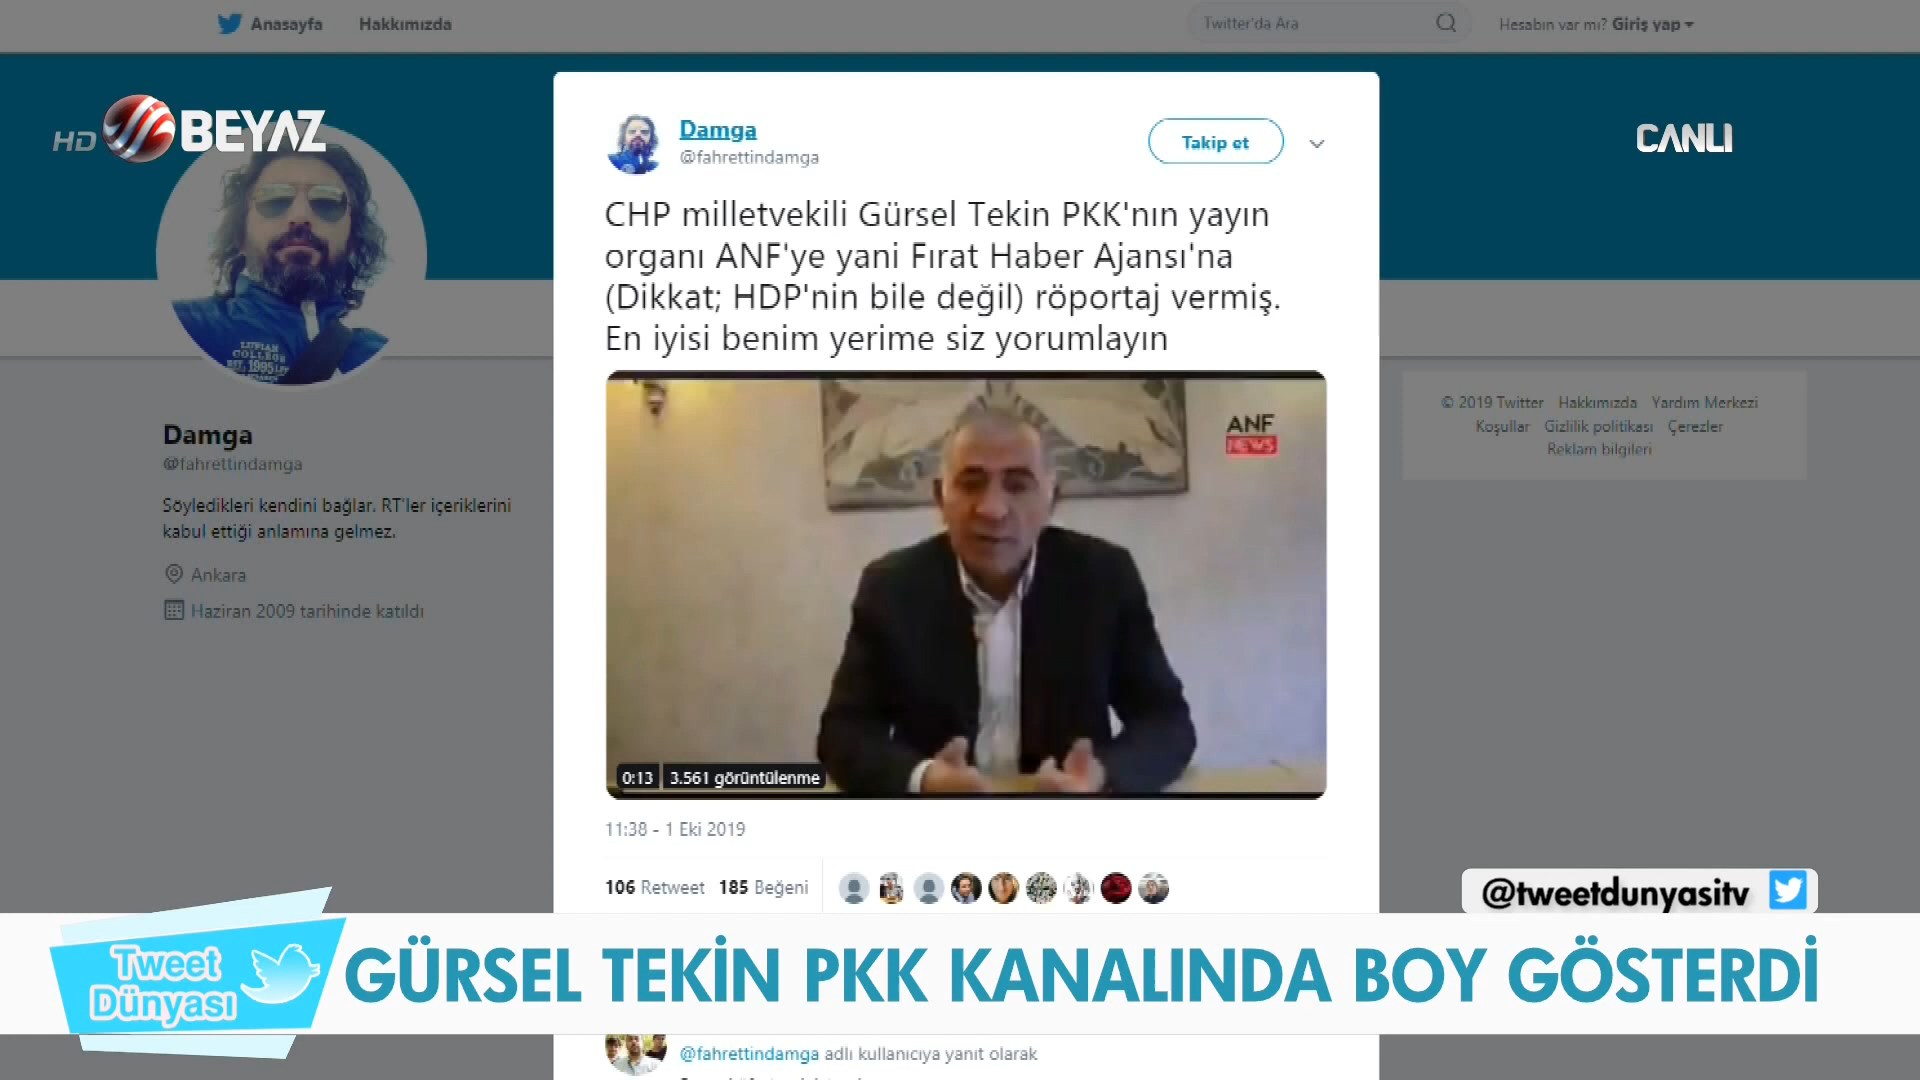 Anasayfa
Hakkımızda
Twitter'da Ara
Hesabın var mı? Giriş yap
HD BEYAZ
CANLI
Damga
@fahrettindamga
Takip et
CHP milletvekili Gürsel Tekin PKK'nın yayın
organı ANF'ye yani Fırat Haber Ajansı'na
(Dikkat; HDP'nin bile değil) röportaj vermiş.
En iyisi benim yerime siz yorumlayın
ANF
NEWS
0:13
3.561 görüntülenme
11:38 - 1 Eki 2019
106 Retweet 185 Beğeni
COLLEGE
1995
Damga
@fahrettindamga
Söyledikleri kendini bağlar. RT'ler içeriklerini
kabul ettiği anlamına gelmez.
Ankara
Haziran 2009 tarihinde katıldı
© 2019 Twitter Hakkımızda Yardım Merkezi
Koşullar Gizlilik politikası Çerezler
Reklam bilgileri
@tweetdunyasitv
Tweet
Dünyası
GÜRSEL TEKİN PKK KANALINDA BOY GÖSTERDİ
@fahrettindamga adlı kullanıcıya yanıt olarak